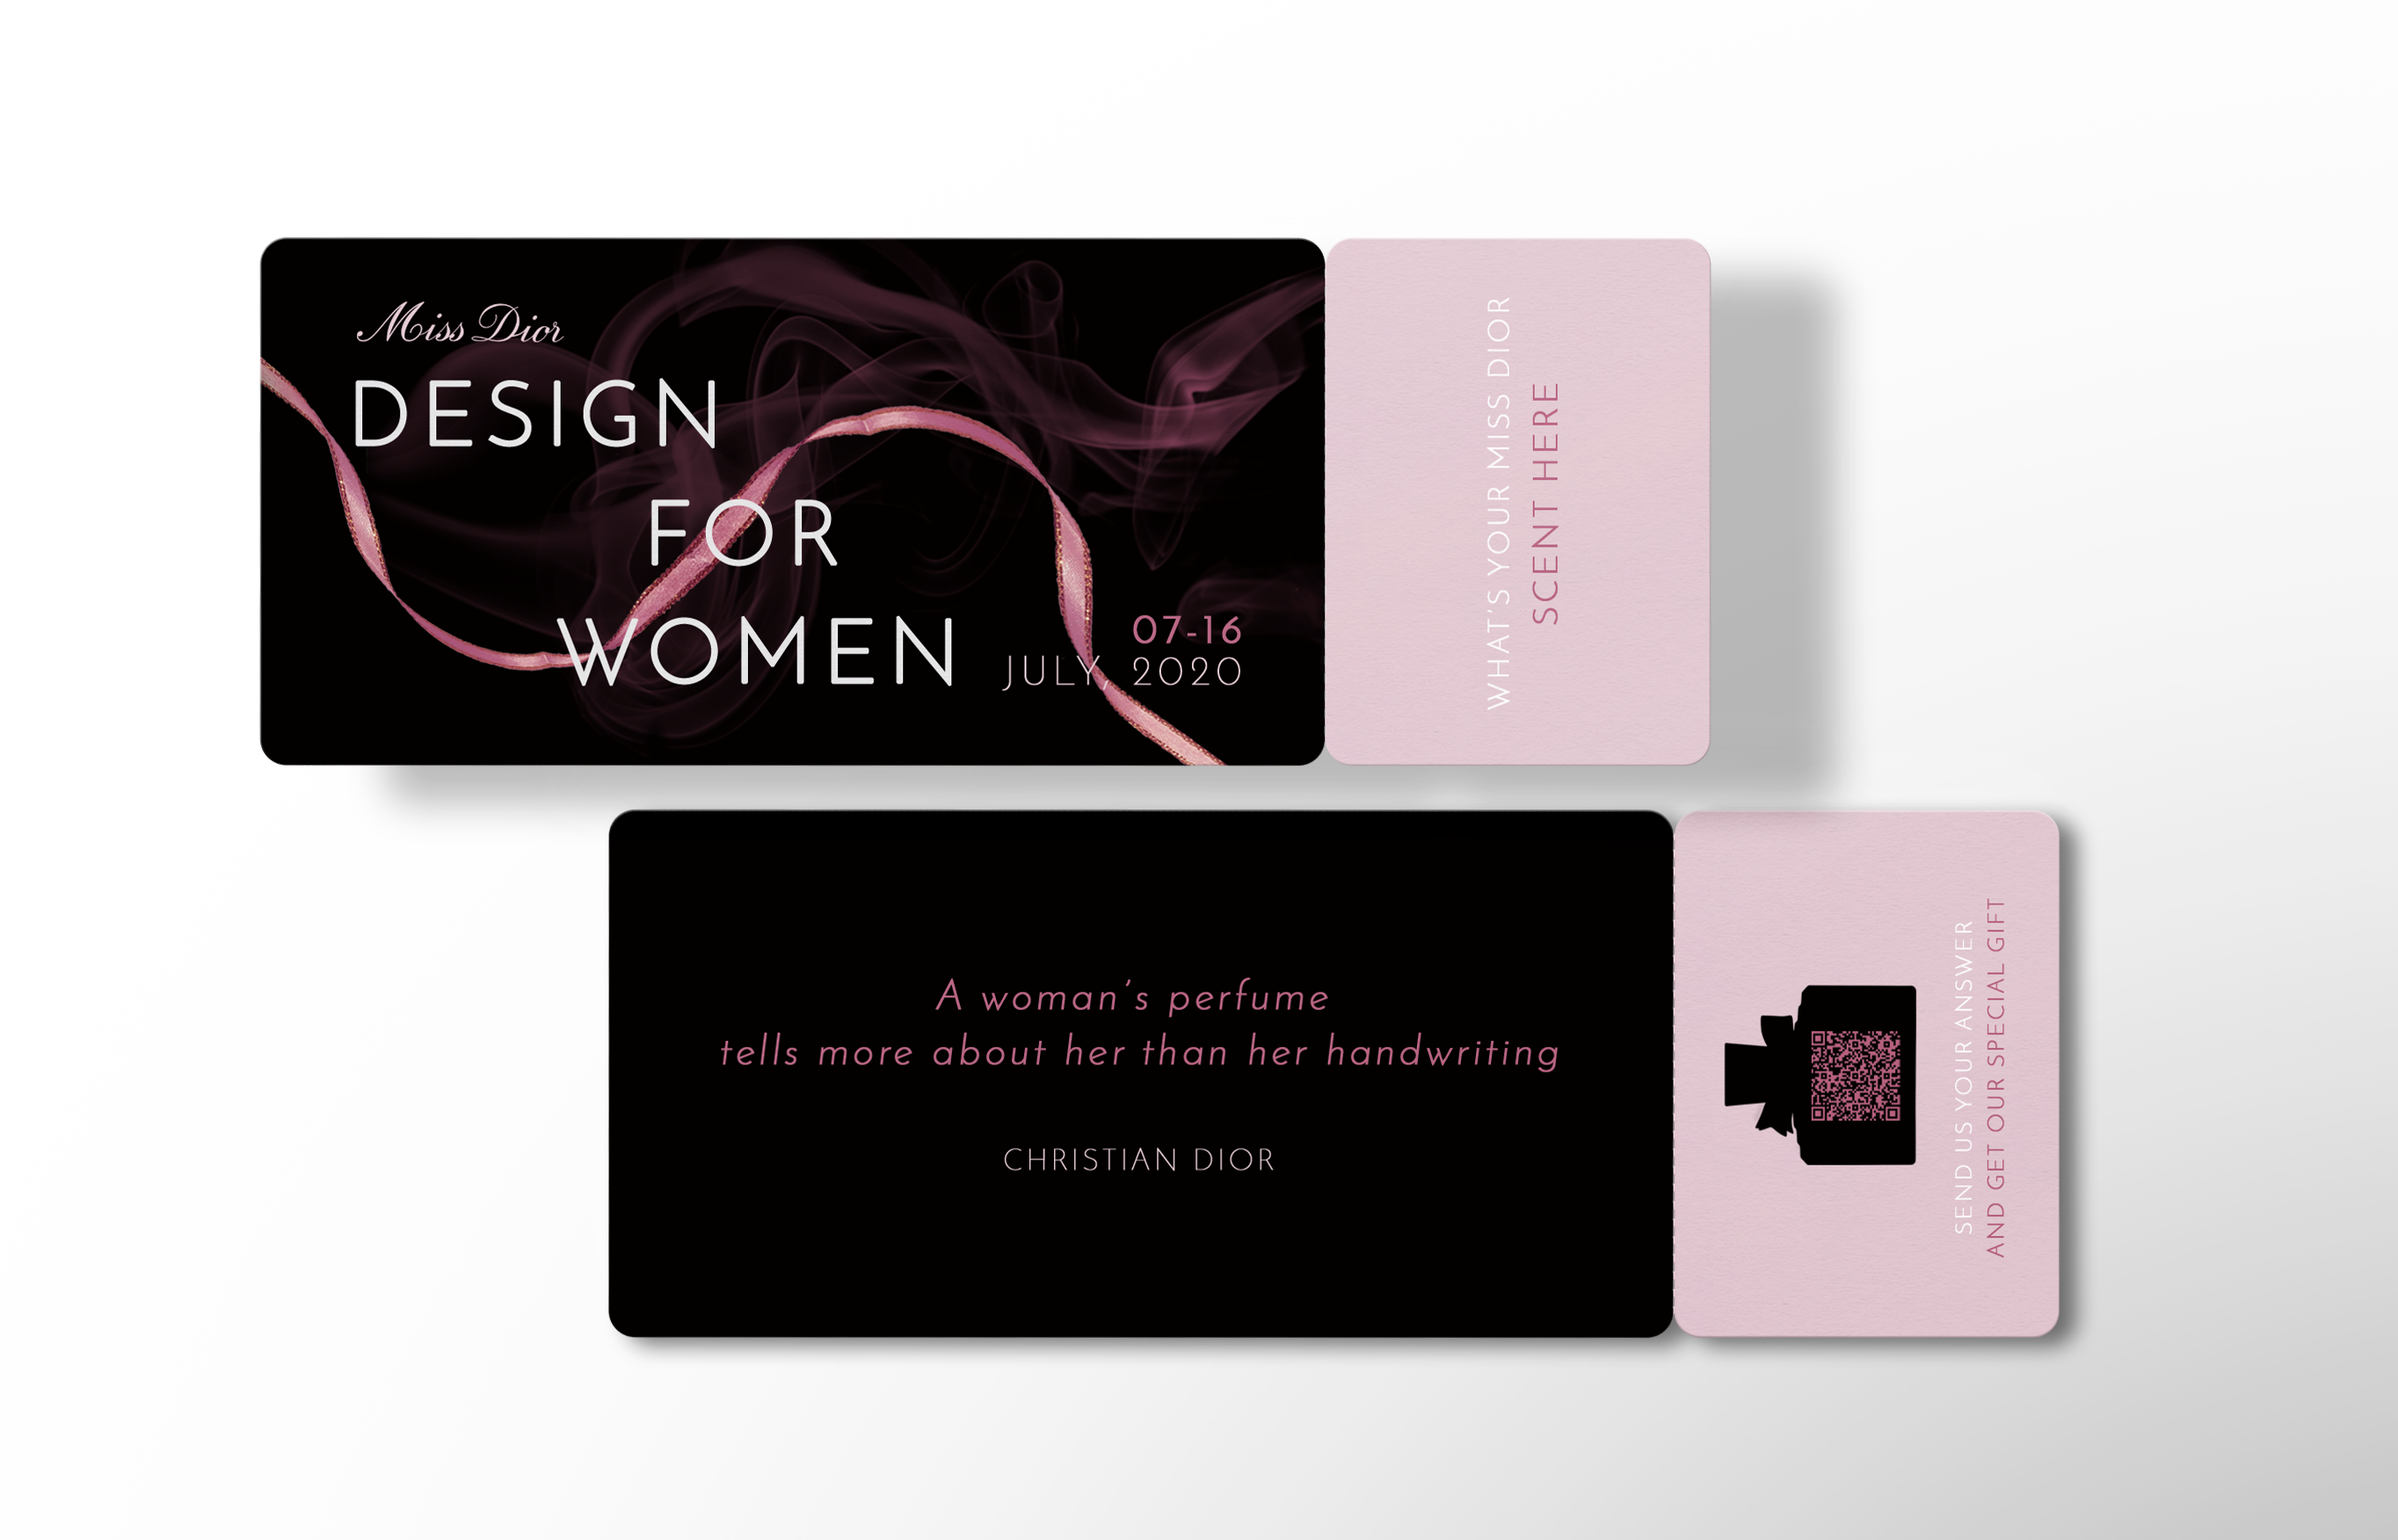 Miss Dior
DESIGN
FOR
WOMEN
07-16
JULY, 2020
WHAT'S YOUR MISS DIOR
SCENT HERE
A woman's perfume
tells more about her than her handwriting
CHRISTIAN DIOR
SEND US YOUR ANSWER
AND GET OUR SPECIAL GIFT